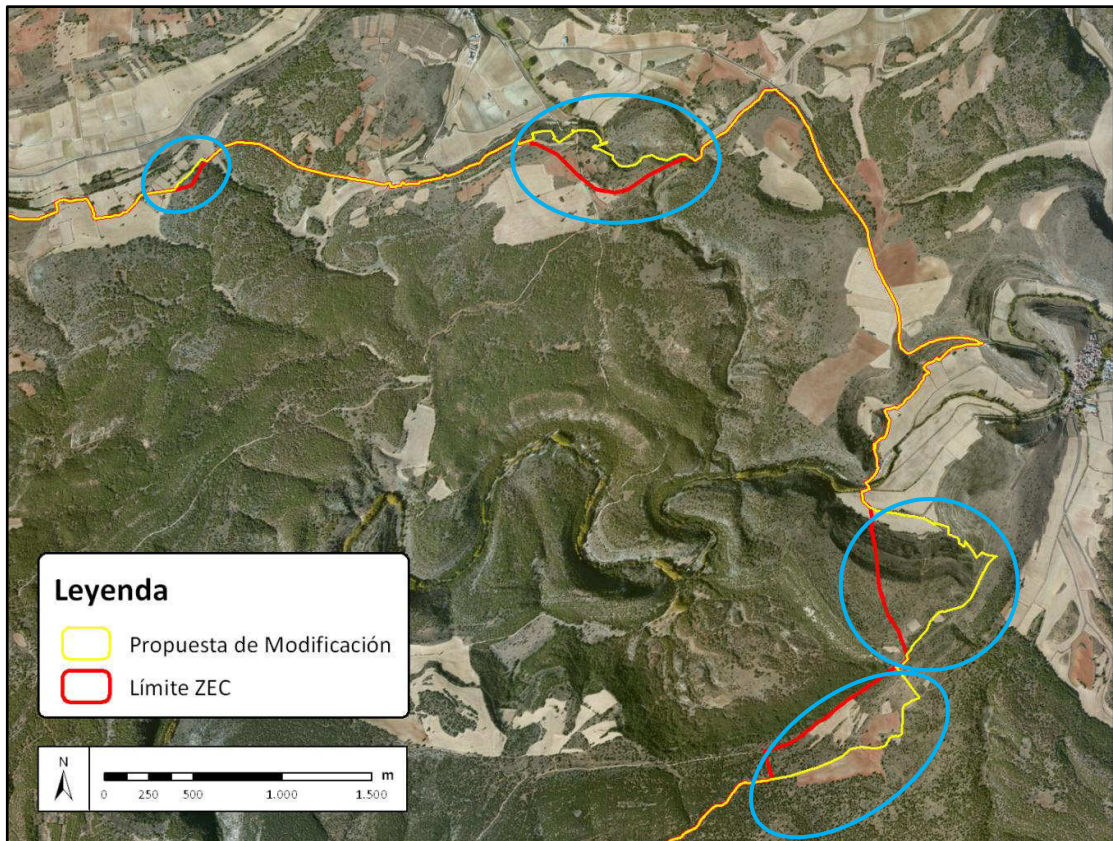 Leyenda
Propuesta de Modificación
Límite ZEC
N
m
0 250 500 1.000 1.500